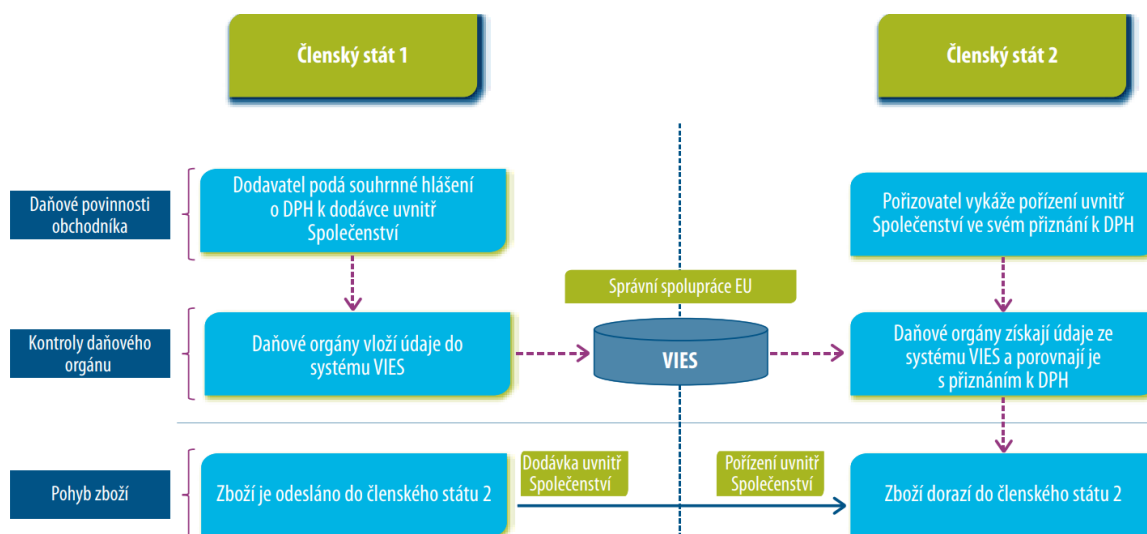 Členský stát 1
Členský stát 2
Daňové povinnosti
obchodníka
Dodavatel podá souhrnné hlášení
o DPH k dodávce uvnitř
Společenství
Pořizovatel vykáže pořízení uvnitř
Společenství ve svém přiznání k DPH
Správní spolupráce EU
Kontroly daňového
orgánu
Daňové orgány vloží údaje do
systému VIES
VIES
Daňové orgány získají údaje ze
systému VIES a porovnají je
s přiznáním k DPH
Pohyb zboží
Zboží je odesláno do členského státu 2
Dodávka uvnitř
Společenství
Pořízení uvnitř
Společenství
Zboží dorazí do členského státu 2